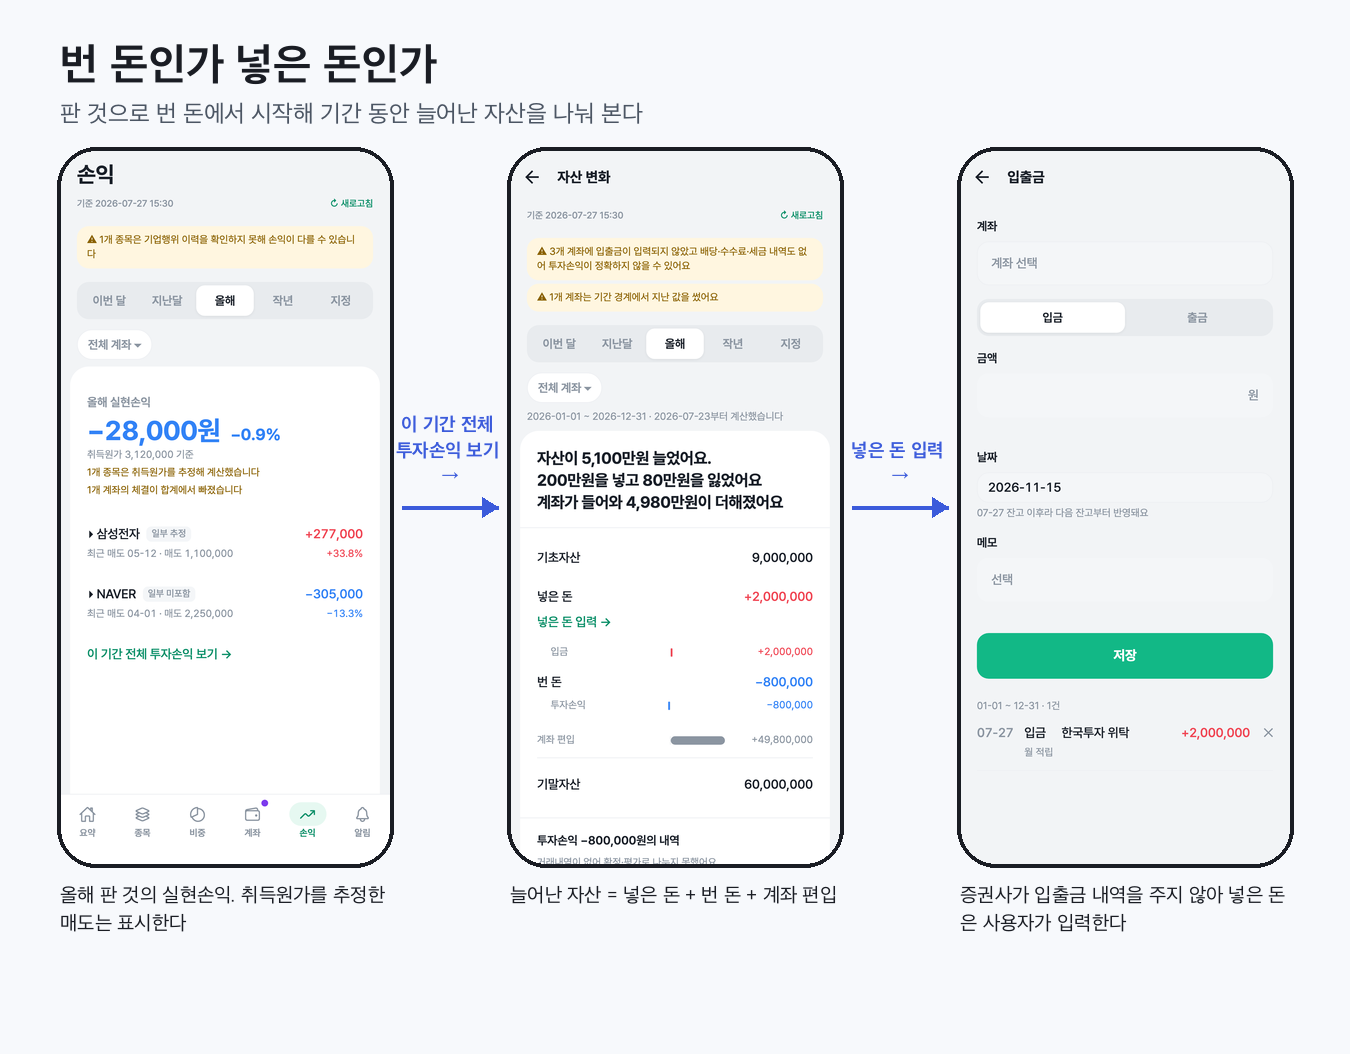 번 돈인가 넣은 돈인가
판 것으로 번 돈에서 시작해 기간 동안 늘어난 자산을 나눠 본다
손익
기준 2026-07-27 15:30
↻ 새로고침
⚠ 1개 종목은 기업행위 이력을 확인하지 못해 손익이 다를 수 있습니
다
이번 달 지난달 올해 작년 지정
전체 계좌
올해 실현손익
−28,000원 −0.9%
취득원가 3,120,000 기준
1개 종목은 취득원가를 추정해 계산했습니다
1개 계좌의 체결이 합계에서 빠졌습니다
삼성전자 일부 추정 +277,000
최근 매도 05-12 · 매도 1,100,000 +33.8%
NAVER 일부 미포함 −305,000
최근 매도 04-01 · 매도 2,250,000 −13.3%
이 기간 전체 투자손익 보기 →
요약 종목 비중 계좌 손익 알림
올해 판 것의 실현손익. 취득원가를 추정한
매도는 표시한다
이 기간 전체
투자손익 보기
→
← 자산 변화
기준 2026-07-27 15:30
↻ 새로고침
⚠ 3개 계좌에 입출금이 입력되지 않았고 배당·수수료·세금 내역도 없
어 투자손익이 정확하지 않을 수 있어요
⚠ 1개 계좌는 기간 경계에서 지난 값을 썼어요
이번 달 지난달 올해 작년 지정
전체 계좌
2026-01-01 ~ 2026-12-31 · 2026-07-23부터 계산했습니다
자산이 5,100만원 늘었어요.
200만원을 넣고 80만원을 잃었어요
계좌가 들어와 4,980만원이 더해졌어요
기초자산 9,000,000
넣은 돈 +2,000,000
넣은 돈 입력 →
입금 +2,000,000
번 돈 −800,000
투자손익 −800,000
계좌 편입 +49,800,000
기말자산 60,000,000
투자손익 −800,000원의 내역
거래내역이 없어 확정·평가로 나누지 못했어요
늘어난 자산 = 넣은 돈 + 번 돈 + 계좌 편입
넣은 돈 입력
→
← 입출금
계좌
계좌 선택
입금 출금
금액
원
날짜
2026-11-15
07-27 잔고 이후라 다음 잔고부터 반영돼요
메모
선택
저장
01-01 ~ 12-31 · 1건
07-27 입금 한국투자 위탁 +2,000,000 ×
월 적립
증권사가 입출금 내역을 주지 않아 넣은 돈
은 사용자가 입력한다